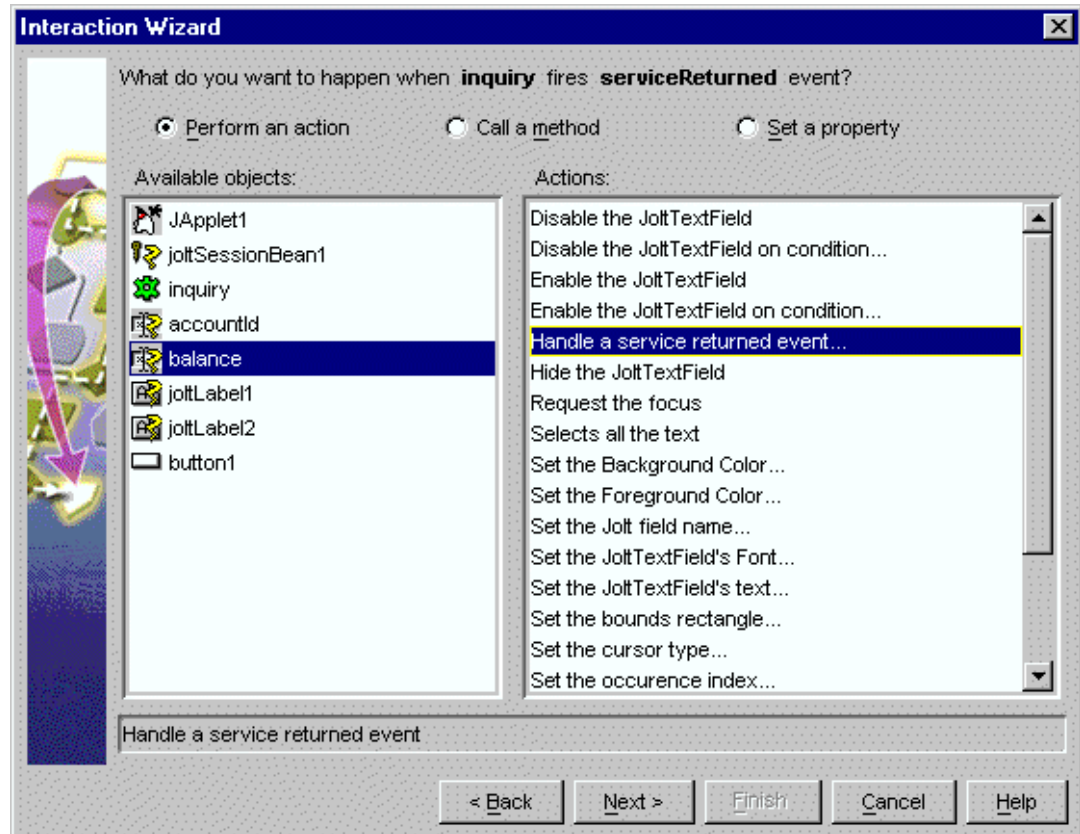 Interaction Wizard
What do you want to happen when inquiry fires serviceReturned event?
Perform an action Call a method Set a property
Available objects:
JApplet1
joltSessionBean1
inquiry
accountId
balance
joltLabel1
joltLabel2
button1
Actions:
Disable the JoltTextField
Disable the JoltTextField on condition...
Enable the JoltTextField
Enable the JoltTextField on condition...
Handle a service returned event...
Hide the JoltTextField
Request the focus
Selects all the text
Set the Background Color...
Set the Foreground Color...
Set the Jolt field name...
Set the JoltTextField's Font...
Set the JoltTextField's text...
Set the bounds rectangle...
Set the cursor type...
Set the occurence index...
Handle a service returned event
< Back Next > Finish Cancel Help